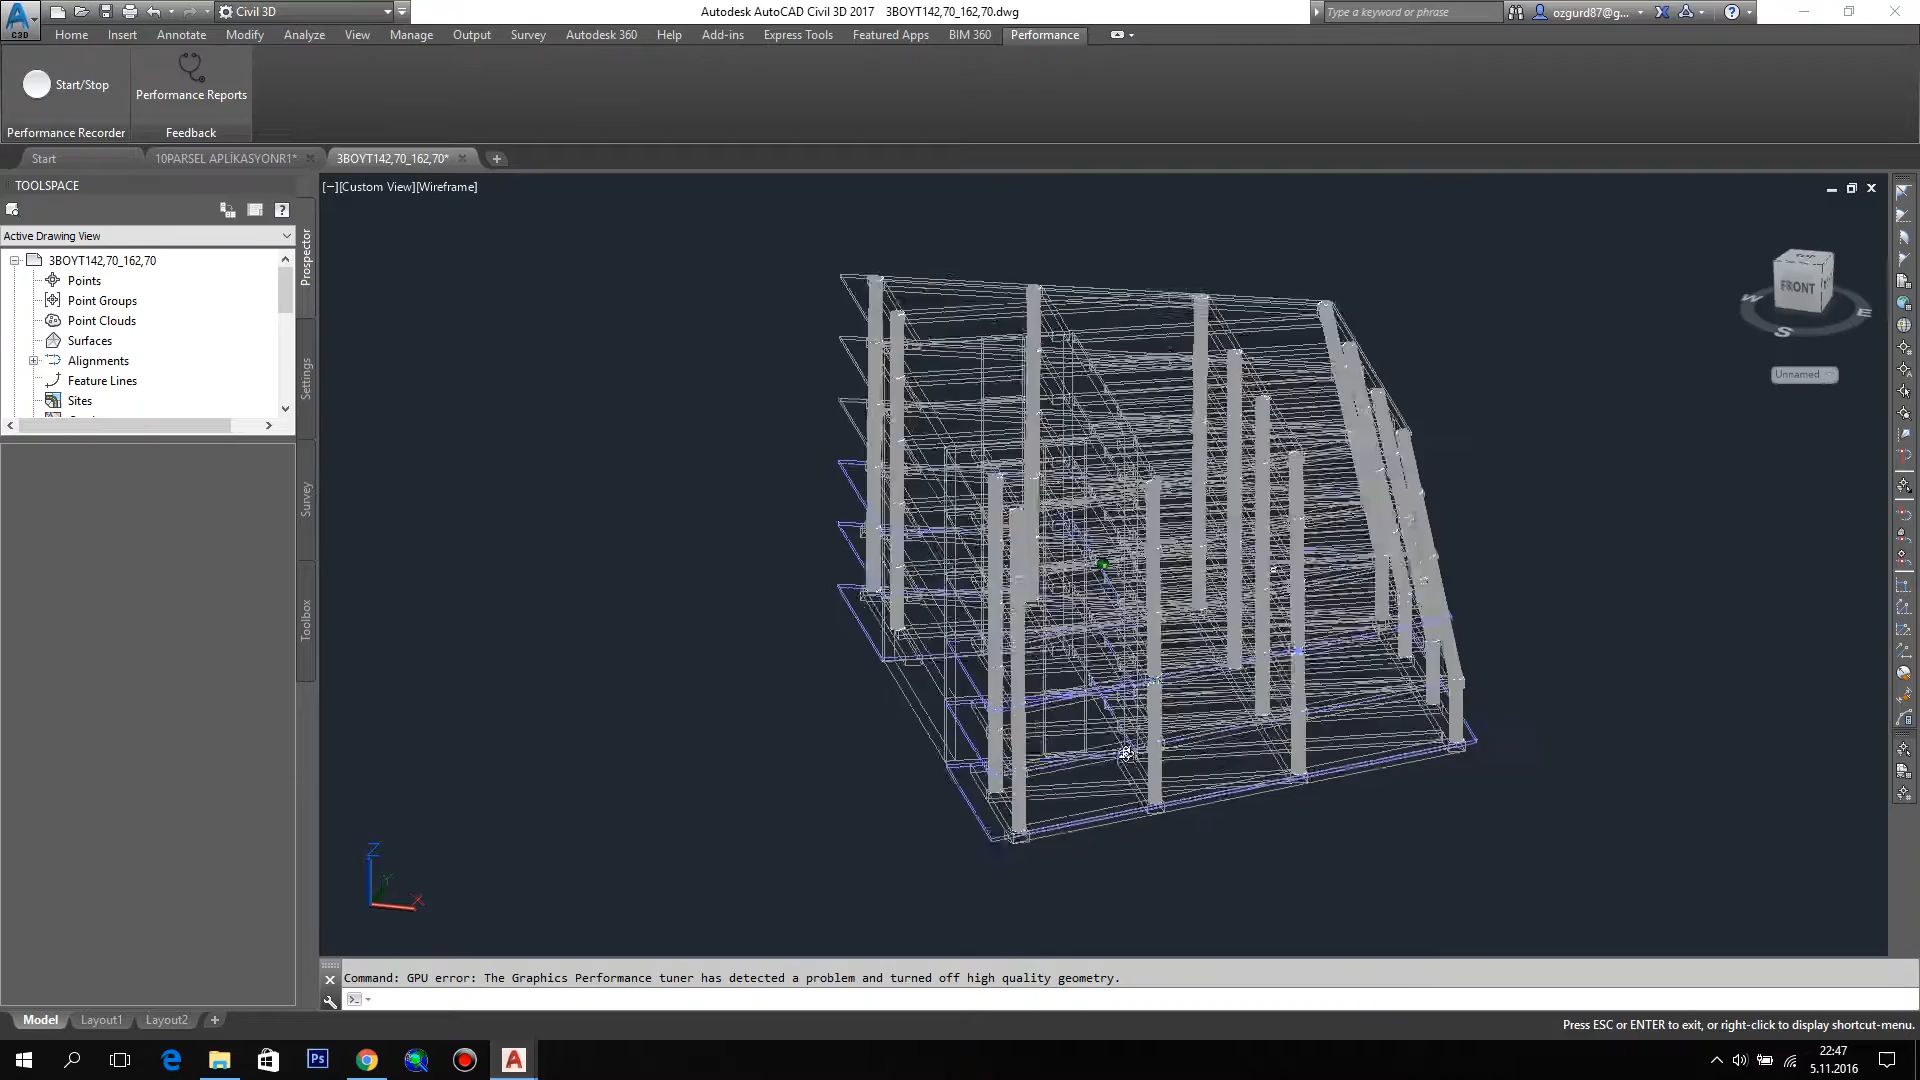 C3D
Civil 3D
Autodesk AutoCAD Civil 3D 2017   3BOYT142,70_162,70.dwg
Type a keyword or phrase
ozgurd87@g...
Home
Insert
Annotate
Modify
Analyze
View
Manage
Output
Survey
Autodesk 360
Help
Add-ins
Express Tools
Featured Apps
BIM 360
Performance
Start/Stop
Performance Reports
Performance Recorder
Feedback
Start
10PARSEL APLİKASYONR1*
3BOYT142,70_162,70*
TOOLSPACE
[−][Custom View][Wireframe]
Active Drawing View
3BOYT142,70_162,70
Points
Point Groups
Point Clouds
Surfaces
Alignments
Feature Lines
Sites
Prospector
Settings
Survey
Toolbox
TOP
FRONT
W
S
E
Unnamed
Z
Y
X
Command: GPU error: The Graphics Performance tuner has detected a problem and turned off high quality geometry.
Model
Layout1
Layout2
Press ESC or ENTER to exit, or right-click to display shortcut-menu.
Ps
22:47
5.11.2016